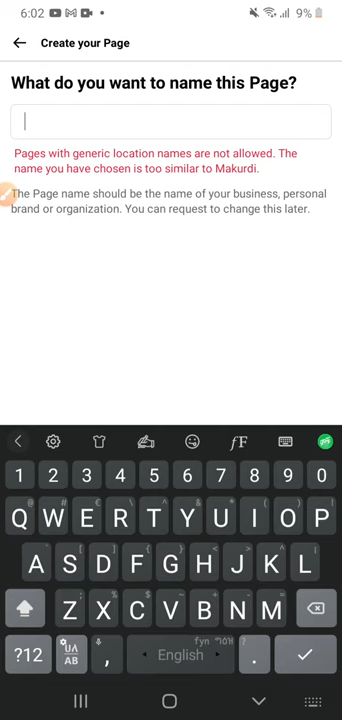 6:02 9%
Create your Page
What do you want to name this Page?
Pages with generic location names are not allowed. The
name you have chosen is too similar to Makurdi.
The Page name should be the name of your business, personal
brand or organization. You can request to change this later.
fF
1 2 3 4 5 6 7 8 9 0
Q W E R T Y U I O P
A S D F G H J K L
Z X C V B N M
?12 , English .